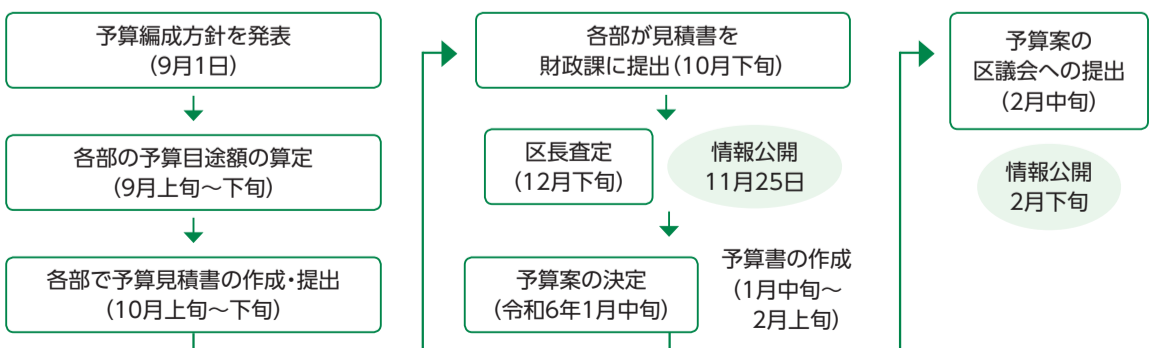 予算編成方針を発表
(9月1日)
各部の予算目途額の算定
(9月上旬～下旬)
各部で予算見積書の作成・提出
(10月上旬～下旬)
各部が見積書を
財政課に提出(10月下旬)
区長査定
(12月下旬)
情報公開
11月25日
予算案の決定
(令和6年1月中旬)
予算書の作成
(1月中旬～
2月上旬)
予算案の
区議会への提出
(2月中旬)
情報公開
2月下旬